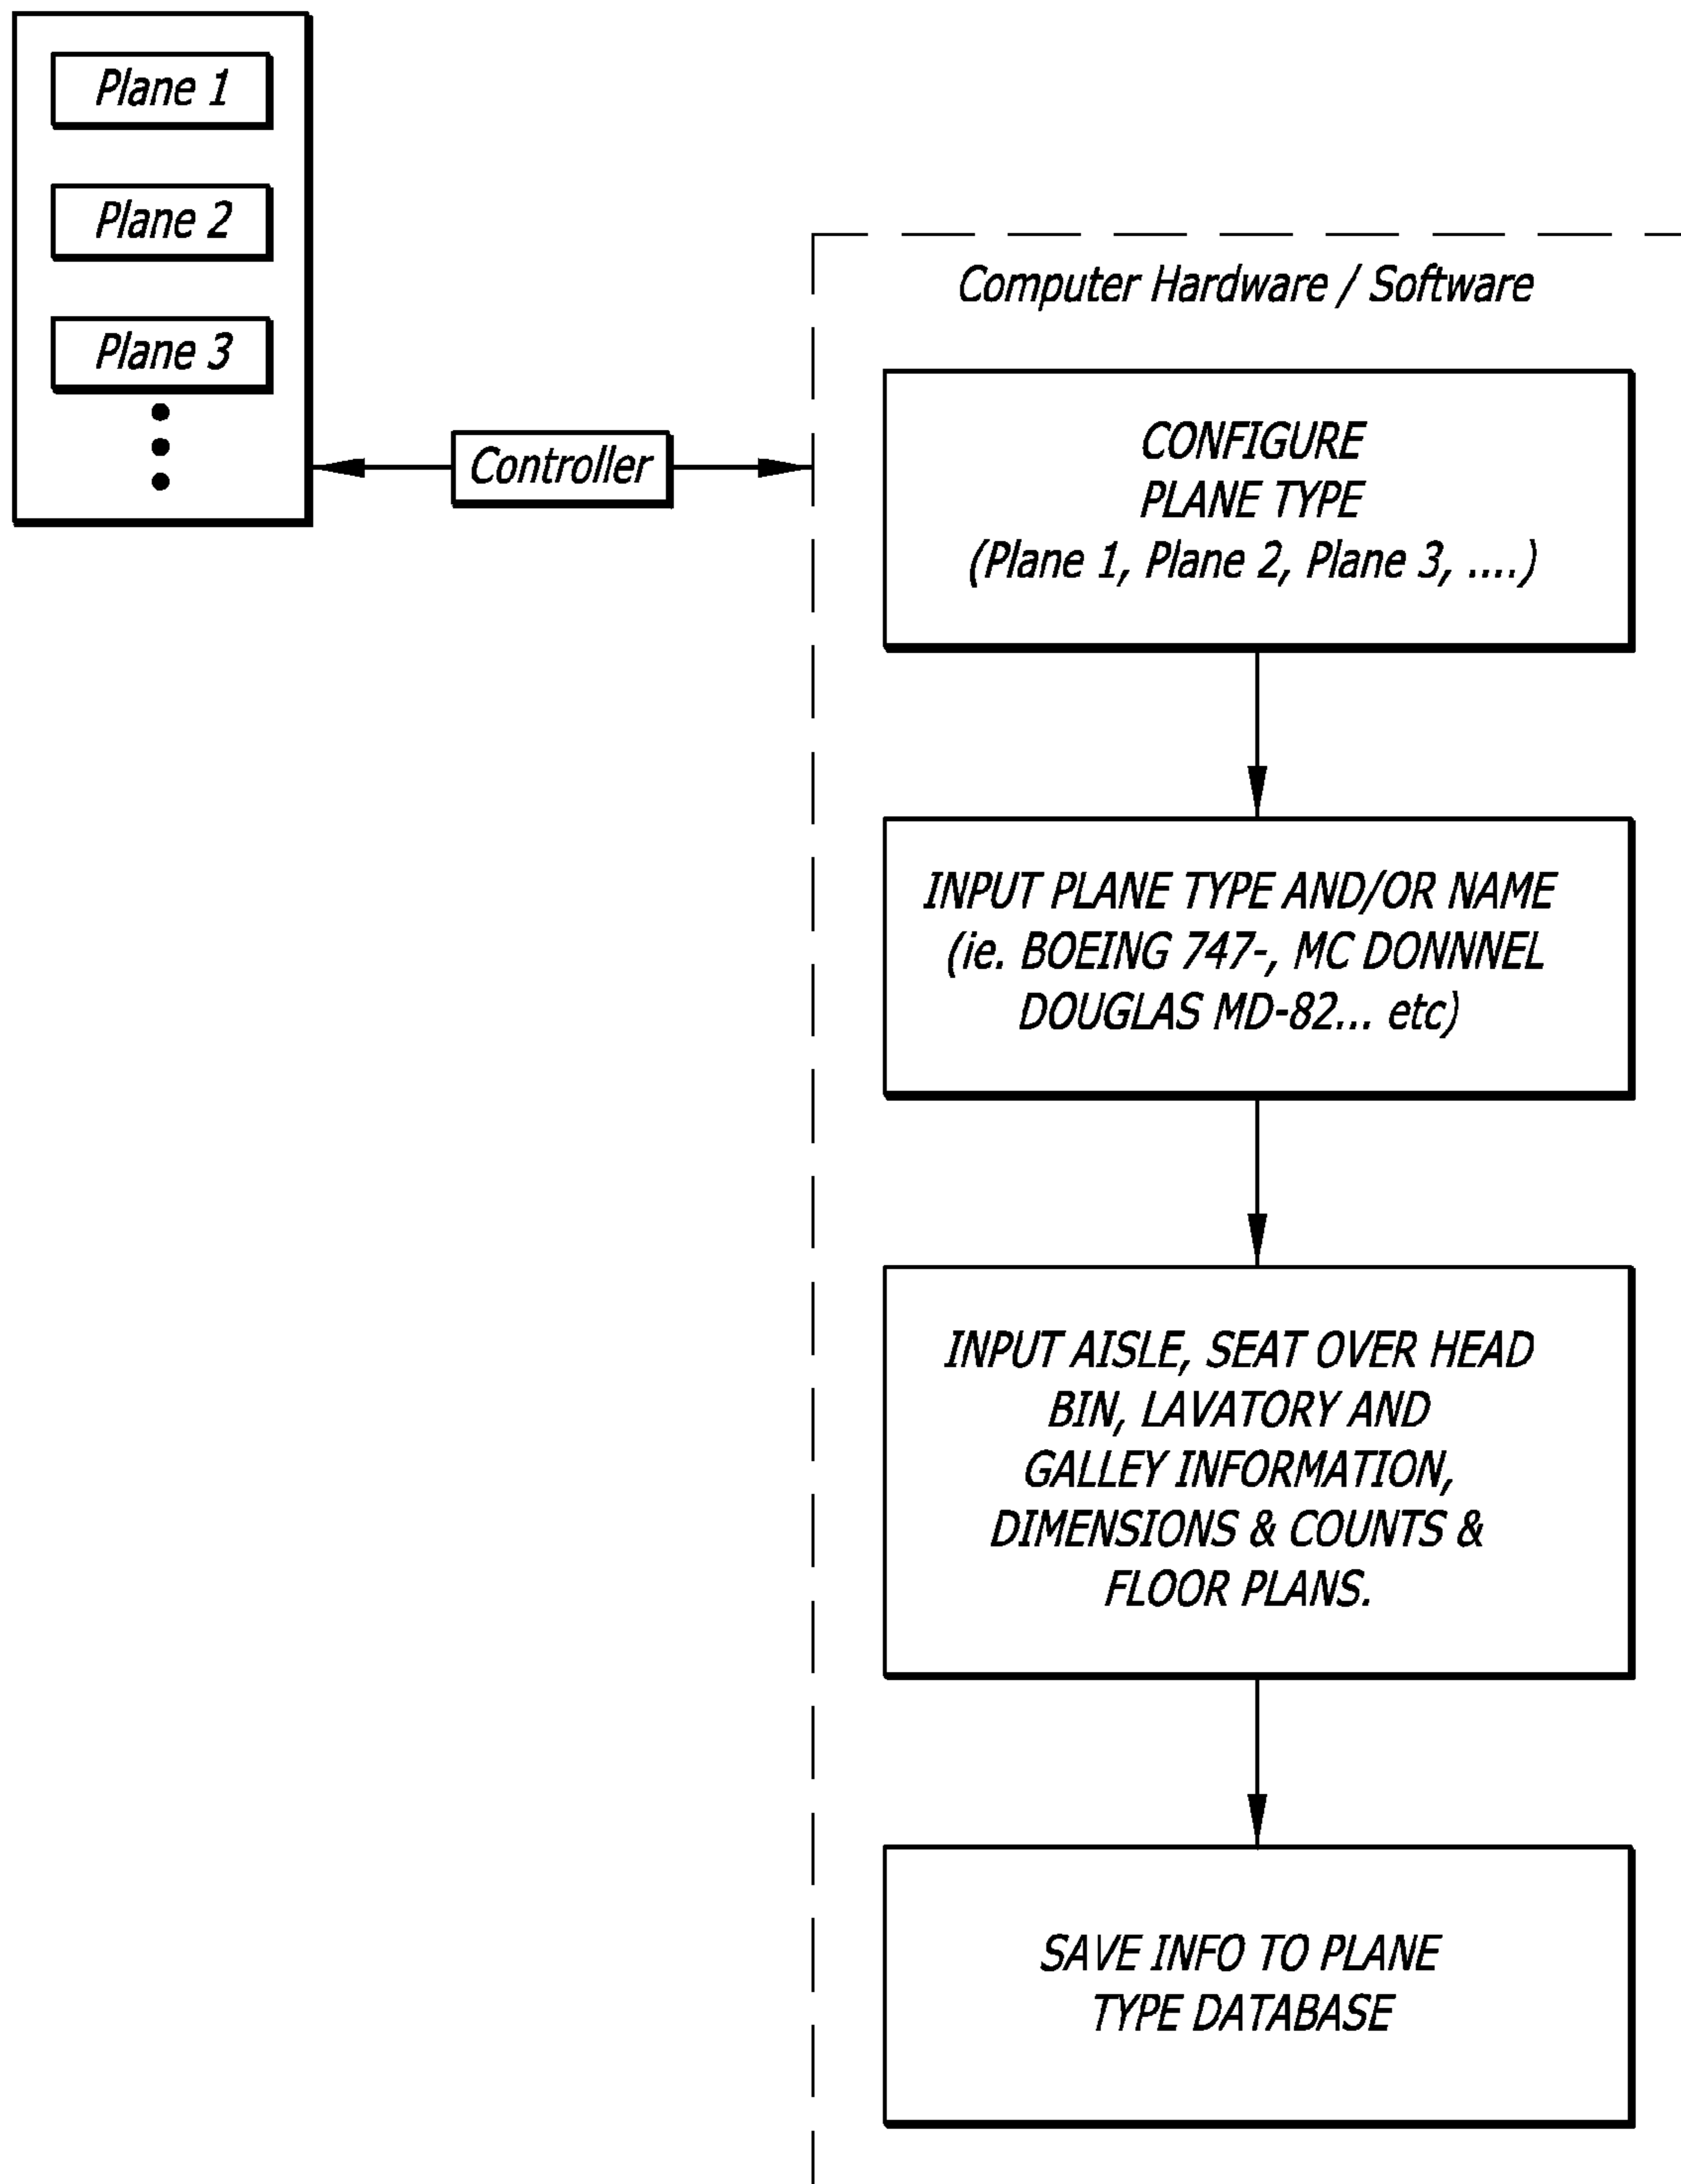 Plane 1
Plane 2
Plane 3
Controller
Computer Hardware / Software
CONFIGURE
PLANE TYPE
(Plane 1, Plane 2, Plane 3, ....)
INPUT PLANE TYPE AND/OR NAME
(ie. BOEING 747-, MC DONNNEL
DOUGLAS MD-82... etc)
INPUT AISLE, SEAT OVER HEAD
BIN, LAVATORY AND
GALLEY INFORMATION,
DIMENSIONS & COUNTS &
FLOOR PLANS.
SAVE INFO TO PLANE
TYPE DATABASE